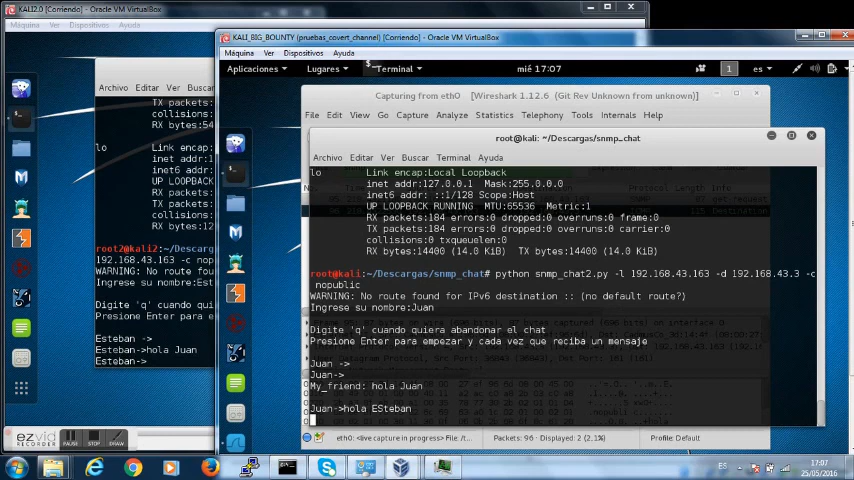 KALI2.0 [Corriendo] - Oracle VM VirtualBox
Máquina Ver Dispositivos Ayuda
KALI_BIG_BOUNTY (pruebas_covert_channel) [Corriendo] - Oracle VM VirtualBox
Máquina Ver Dispositivos Ayuda
Aplicaciones Lugares Terminal mié 17:07 1 es
Archivo Editar Ver Buscar
TX packets:
collisions:
RX bytes:54
lo Link encap:
inet addr:1
inet6 addr:
UP LOOPBACK
RX packets:
TX packets:
collisions:
RX bytes:12
root2@kali2:~/Descarg
192.168.43.163 -c nop
WARNING: No route fou
Ingrese su nombre:Est
Digite 'q' cuando qui
Presione Enter para e
Esteban ->
Esteban->hola Juan
Esteban->
Capturing from eth0 [Wireshark 1.12.6 (Git Rev Unknown from unknown)]
File Edit View Go Capture Analyze Statistics Telephony Tools Internals Help
root@kali: ~/Descargas/snmp_chat
Archivo Editar Ver Buscar Terminal Ayuda
lo Link encap:Local Loopback
inet addr:127.0.0.1 Mask:255.0.0.0
inet6 addr: ::1/128 Scope:Host
UP LOOPBACK RUNNING MTU:65536 Metric:1
RX packets:184 errors:0 dropped:0 overruns:0 frame:0
TX packets:184 errors:0 dropped:0 overruns:0 carrier:0
collisions:0 txqueuelen:0
RX bytes:14400 (14.0 KiB) TX bytes:14400 (14.0 KiB)
root@kali:~/Descargas/snmp_chat# python snmp_chat2.py -l 192.168.43.163 -d 192.168.43.3 -c
nopublic
WARNING: No route found for IPv6 destination :: (no default route?)
Ingrese su nombre:Juan
Digite 'q' cuando quiera abandonar el chat
Presione Enter para empezar y cada vez que reciba un mensaje
Juan ->
Juan->
My_friend: hola Juan
Juan->hola ESteban
eth0: <live capture in progress> File: /t... Packets: 96 · Displayed: 2 (2,1%) Profile: Default
ezvid
RECORDER
PAUSE STOP DRAW
ES
17:07
25/05/2016